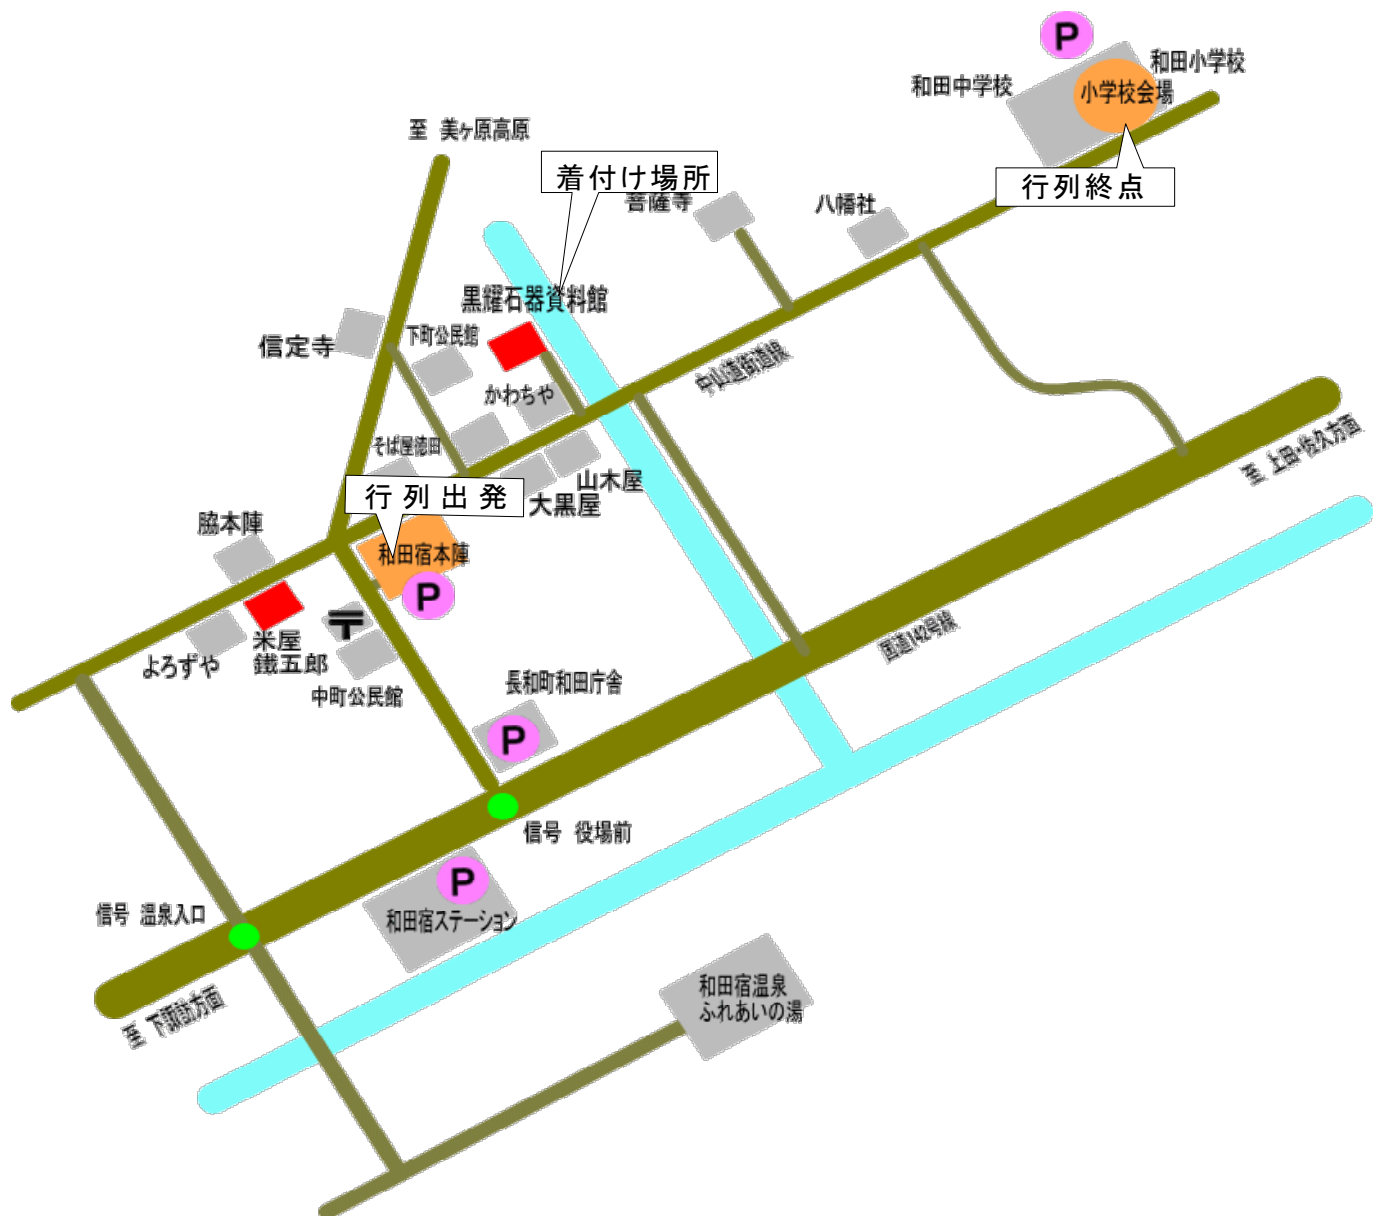 P
和田小学校
和田中学校
小学校会場
行列終点
至 美ヶ原高原
着付け場所
菩薩寺
八幡社
黒耀石器資料館
信定寺
下町公民館
かわちや
中山道街道線
そば屋徳田
山木屋
大黒屋
行列出発
至 上田・佐久方面
脇本陣
和田宿本陣
P
〒
米屋
鐵五郎
よろずや
中町公民館
国道142号線
長和町和田庁舎
P
信号 役場前
P
和田宿ステーション
信号 温泉入口
和田宿温泉
ふれあいの湯
至 下諏訪方面